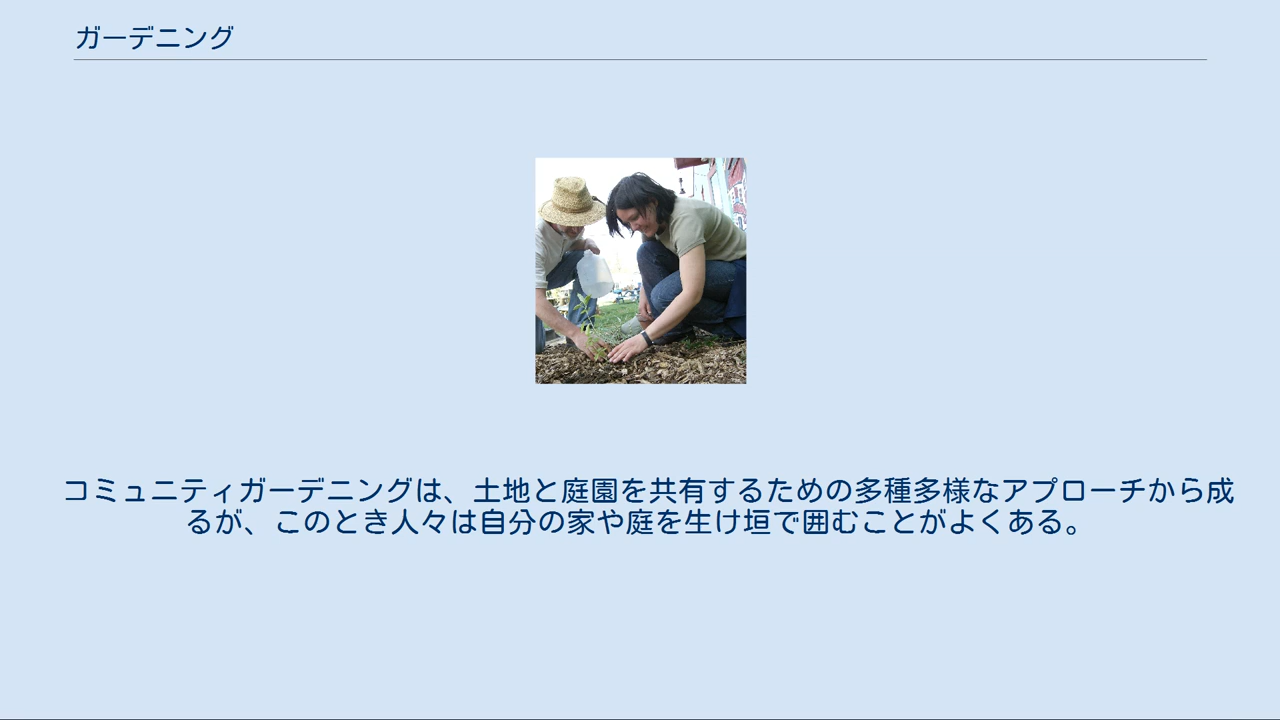 ガーデニング
コミュニティガーデニングは、土地と庭園を共有するための多種多様なアプローチから成
るが、このとき人々は自分の家や庭を生け垣で囲むことがよくある。